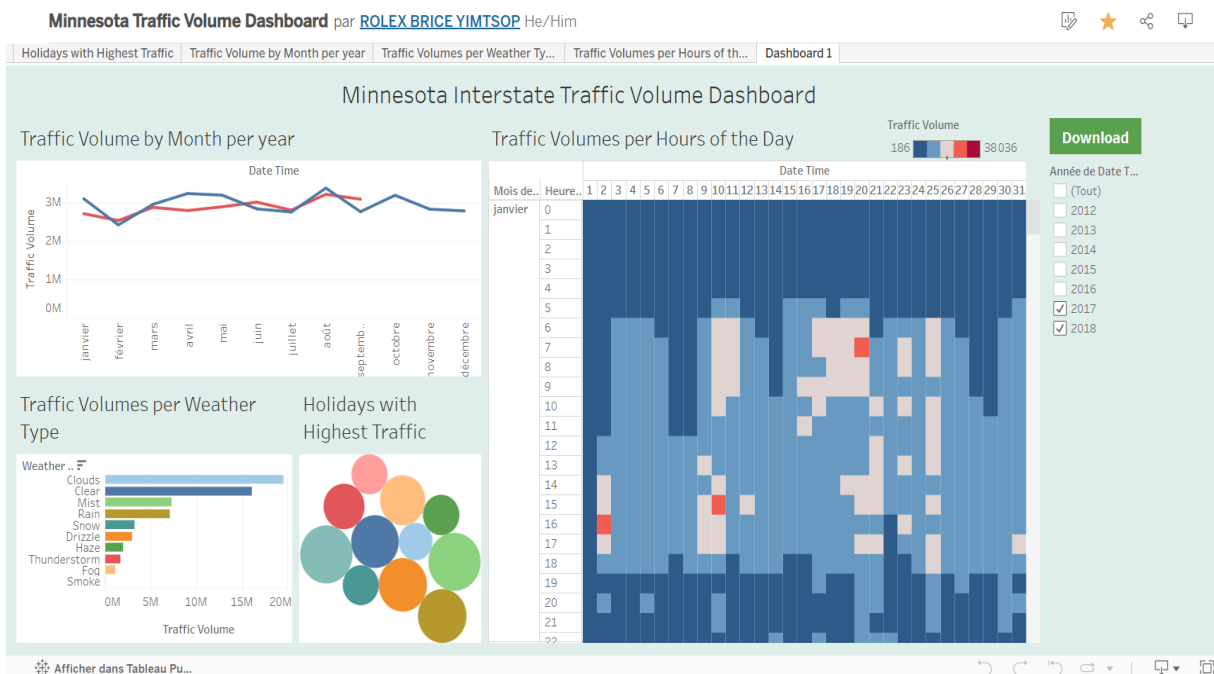 Minnesota Traffic Volume Dashboard par ROLEX BRICE YIMTSOP He/Him
Holidays with Highest Traffic Traffic Volume by Month per year Traffic Volumes per Weather Ty... Traffic Volumes per Hours of th... Dashboard 1
Minnesota Interstate Traffic Volume Dashboard
Traffic Volume by Month per year
Date Time
Traffic Volume
3M
2M
1M
0M
janvier
février
mars
avril
mai
juin
juillet
août
septemb..
octobre
novembre
décembre
Traffic Volumes per Weather
Type
Weather ..
Clouds
Clear
Mist
Rain
Snow
Drizzle
Haze
Thunderstorm
Fog
Smoke
0M 5M 10M 15M 20M
Traffic Volume
Holidays with
Highest Traffic
Traffic Volumes per Hours of the Day
Traffic Volume
186 38 036
Date Time
Mois de.. Heure.. 1 2 3 4 5 6 7 8 9 10 11 12 13 14 15 16 17 18 19 20 21 22 23 24 25 26 27 28 29 30 31
janvier 0
1
2
3
4
5
6
7
8
9
10
11
12
13
14
15
16
17
18
19
20
21
22
Download
Année de Date T...
(Tout)
2012
2013
2014
2015
2016
2017
2018
Afficher dans Tableau Pu...